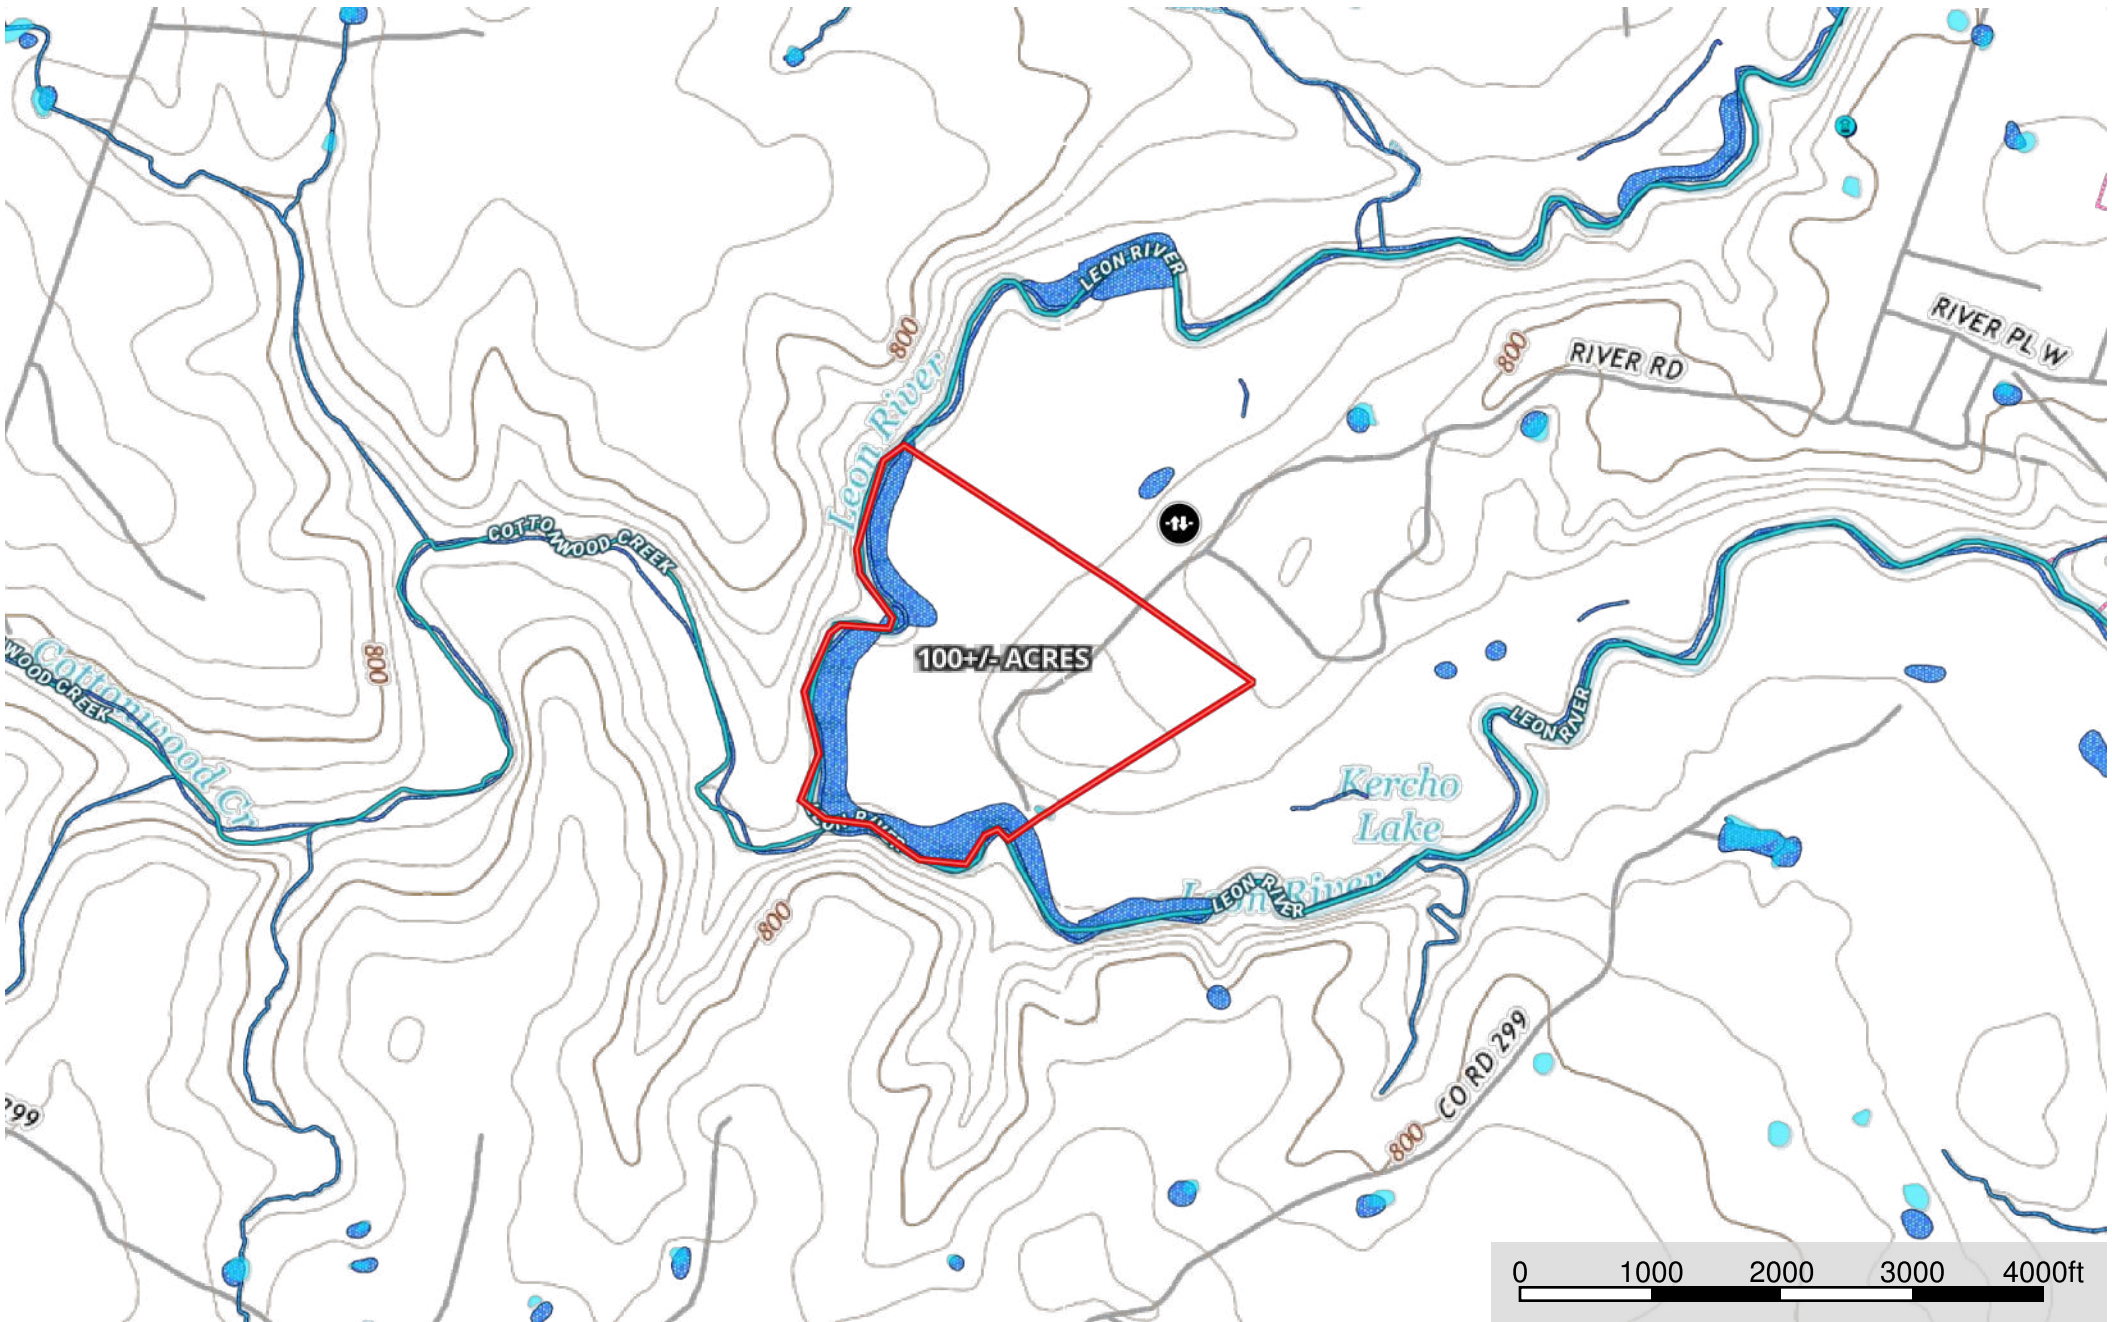 LEON RIVER
RIVER PL W
800
800
RIVER RD
Leon River
COTTONWOOD CREEK
100+/- ACRES
800
Cottonwood Cr
WOOD CREEK
LEON RIVER
Kercho
Lake
Leon River
LEON RIVER
800
CO RD 299
299
800
0 1000 2000 3000 4000ft